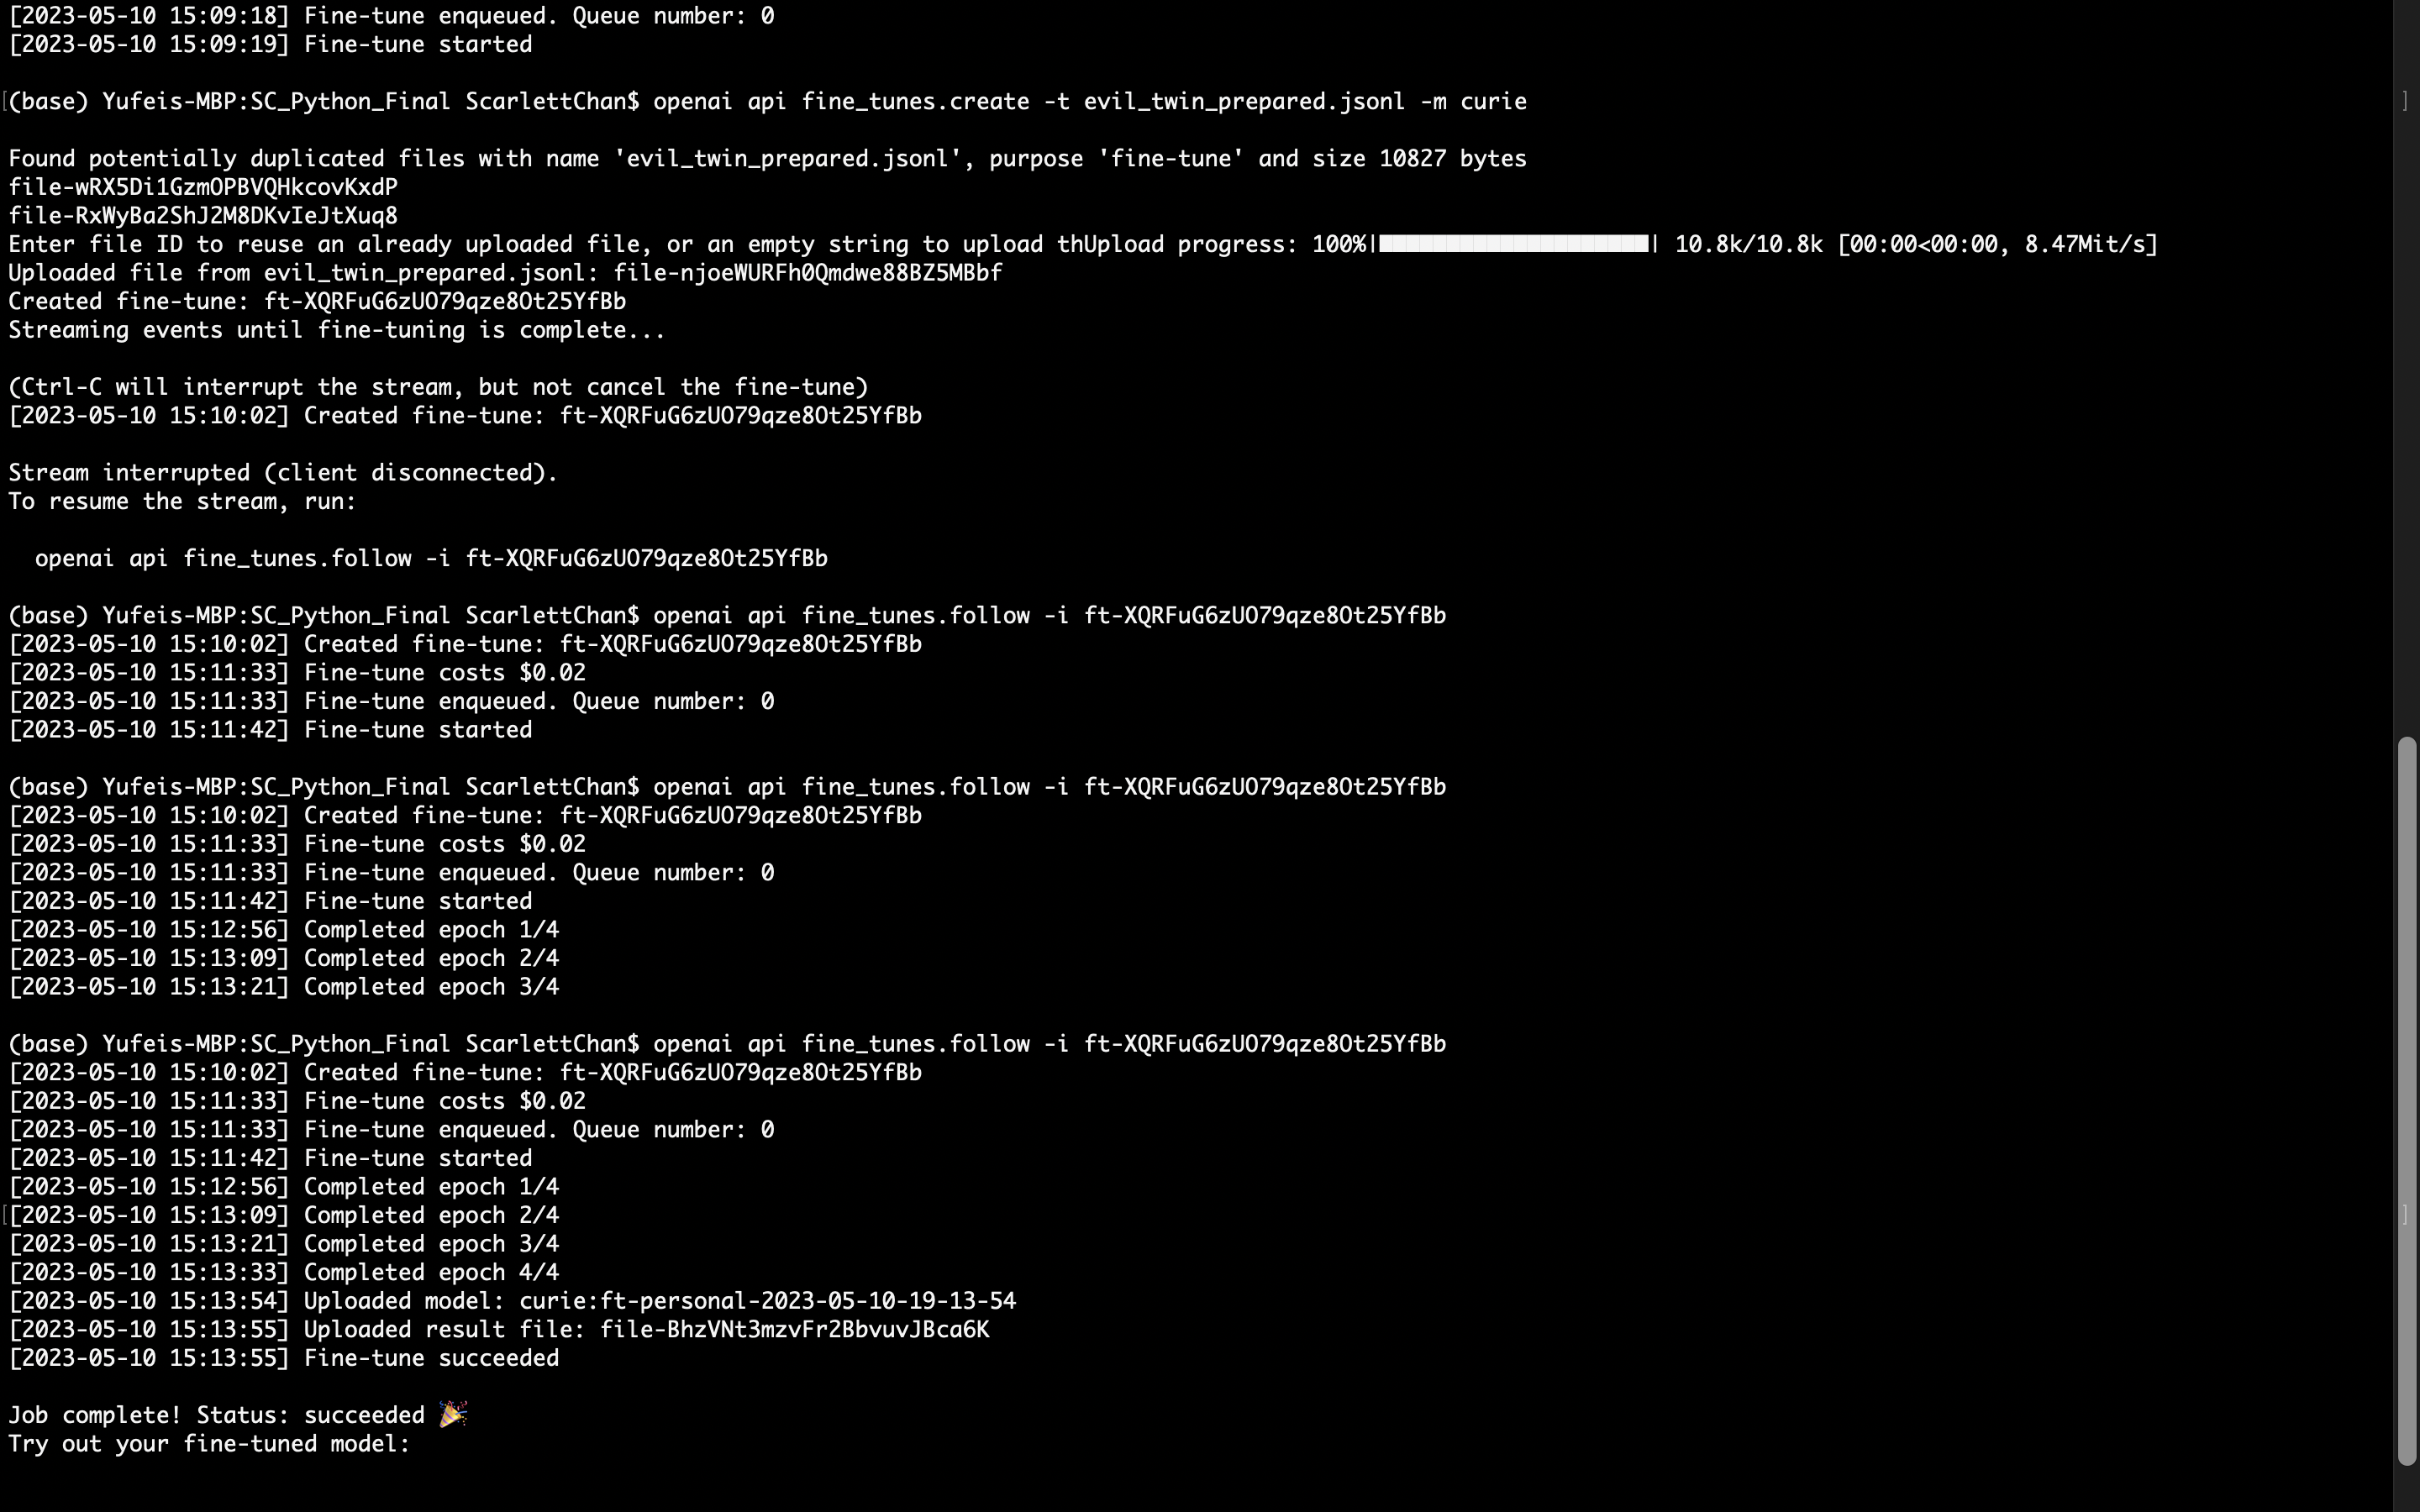 [2023-05-10 15:09:18] Fine-tune enqueued. Queue number: 0
[2023-05-10 15:09:19] Fine-tune started
(base) Yufeis-MBP:SC_Python_Final ScarlettChan$ openai api fine_tunes.create -t evil_twin_prepared.jsonl -m curie
Found potentially duplicated files with name 'evil_twin_prepared.jsonl', purpose 'fine-tune' and size 10827 bytes
file-wRX5Di1GzmOPBVQHkcovKxdP
file-RxWyBa2ShJ2M8DKvIeJtXuq8
Enter file ID to reuse an already uploaded file, or an empty string to upload thUpload progress: 100%|████████████████████| 10.8k/10.8k [00:00<00:00, 8.47Mit/s]
Uploaded file from evil_twin_prepared.jsonl: file-njoeWURFh0Qmdwe88BZ5MBbf
Created fine-tune: ft-XQRFuG6zUO79qze8Ot25YfBb
Streaming events until fine-tuning is complete...
(Ctrl-C will interrupt the stream, but not cancel the fine-tune)
[2023-05-10 15:10:02] Created fine-tune: ft-XQRFuG6zUO79qze8Ot25YfBb
Stream interrupted (client disconnected).
To resume the stream, run:
openai api fine_tunes.follow -i ft-XQRFuG6zUO79qze8Ot25YfBb
(base) Yufeis-MBP:SC_Python_Final ScarlettChan$ openai api fine_tunes.follow -i ft-XQRFuG6zUO79qze8Ot25YfBb
[2023-05-10 15:10:02] Created fine-tune: ft-XQRFuG6zUO79qze8Ot25YfBb
[2023-05-10 15:11:33] Fine-tune costs $0.02
[2023-05-10 15:11:33] Fine-tune enqueued. Queue number: 0
[2023-05-10 15:11:42] Fine-tune started
(base) Yufeis-MBP:SC_Python_Final ScarlettChan$ openai api fine_tunes.follow -i ft-XQRFuG6zUO79qze8Ot25YfBb
[2023-05-10 15:10:02] Created fine-tune: ft-XQRFuG6zUO79qze8Ot25YfBb
[2023-05-10 15:11:33] Fine-tune costs $0.02
[2023-05-10 15:11:33] Fine-tune enqueued. Queue number: 0
[2023-05-10 15:11:42] Fine-tune started
[2023-05-10 15:12:56] Completed epoch 1/4
[2023-05-10 15:13:09] Completed epoch 2/4
[2023-05-10 15:13:21] Completed epoch 3/4
(base) Yufeis-MBP:SC_Python_Final ScarlettChan$ openai api fine_tunes.follow -i ft-XQRFuG6zUO79qze8Ot25YfBb
[2023-05-10 15:10:02] Created fine-tune: ft-XQRFuG6zUO79qze8Ot25YfBb
[2023-05-10 15:11:33] Fine-tune costs $0.02
[2023-05-10 15:11:33] Fine-tune enqueued. Queue number: 0
[2023-05-10 15:11:42] Fine-tune started
[2023-05-10 15:12:56] Completed epoch 1/4
[2023-05-10 15:13:09] Completed epoch 2/4
[2023-05-10 15:13:21] Completed epoch 3/4
[2023-05-10 15:13:33] Completed epoch 4/4
[2023-05-10 15:13:54] Uploaded model: curie:ft-personal-2023-05-10-19-13-54
[2023-05-10 15:13:55] Uploaded result file: file-BhzVNt3mzvFr2BbvuvJBca6K
[2023-05-10 15:13:55] Fine-tune succeeded
Job complete! Status: succeeded 🎉
Try out your fine-tuned model: